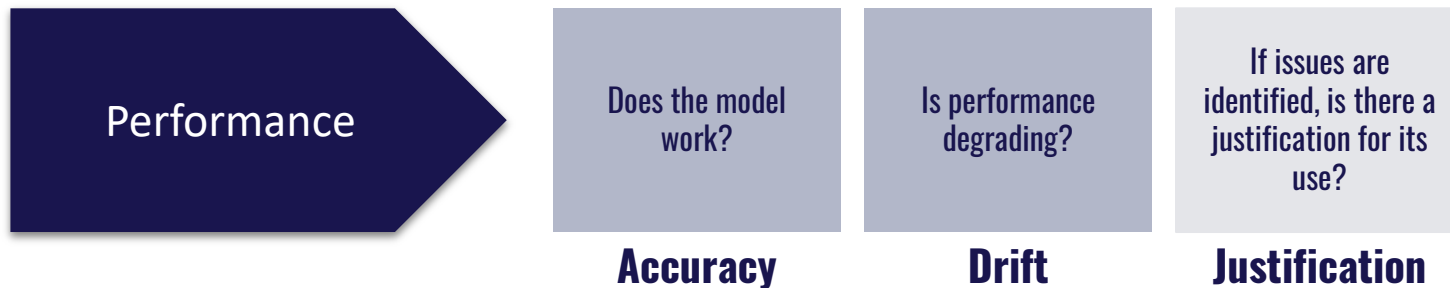 Performance
Does the model
work?
Is performance
degrading?
If issues are
identified, is there a
justification for its
use?
Accuracy
Drift
Justification